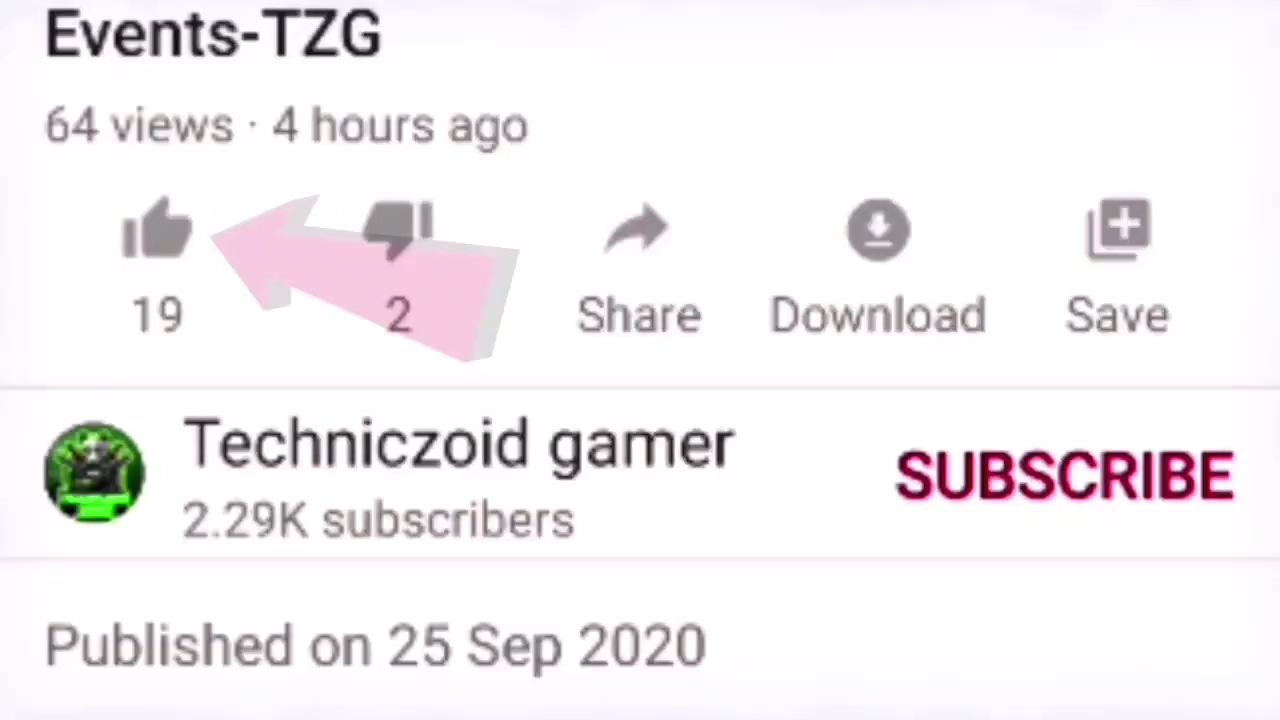 Events-TZG
64 views · 4 hours ago
19 2 Share Download Save
Techniczoid gamer
2.29K subscribers
SUBSCRIBE
Published on 25 Sep 2020